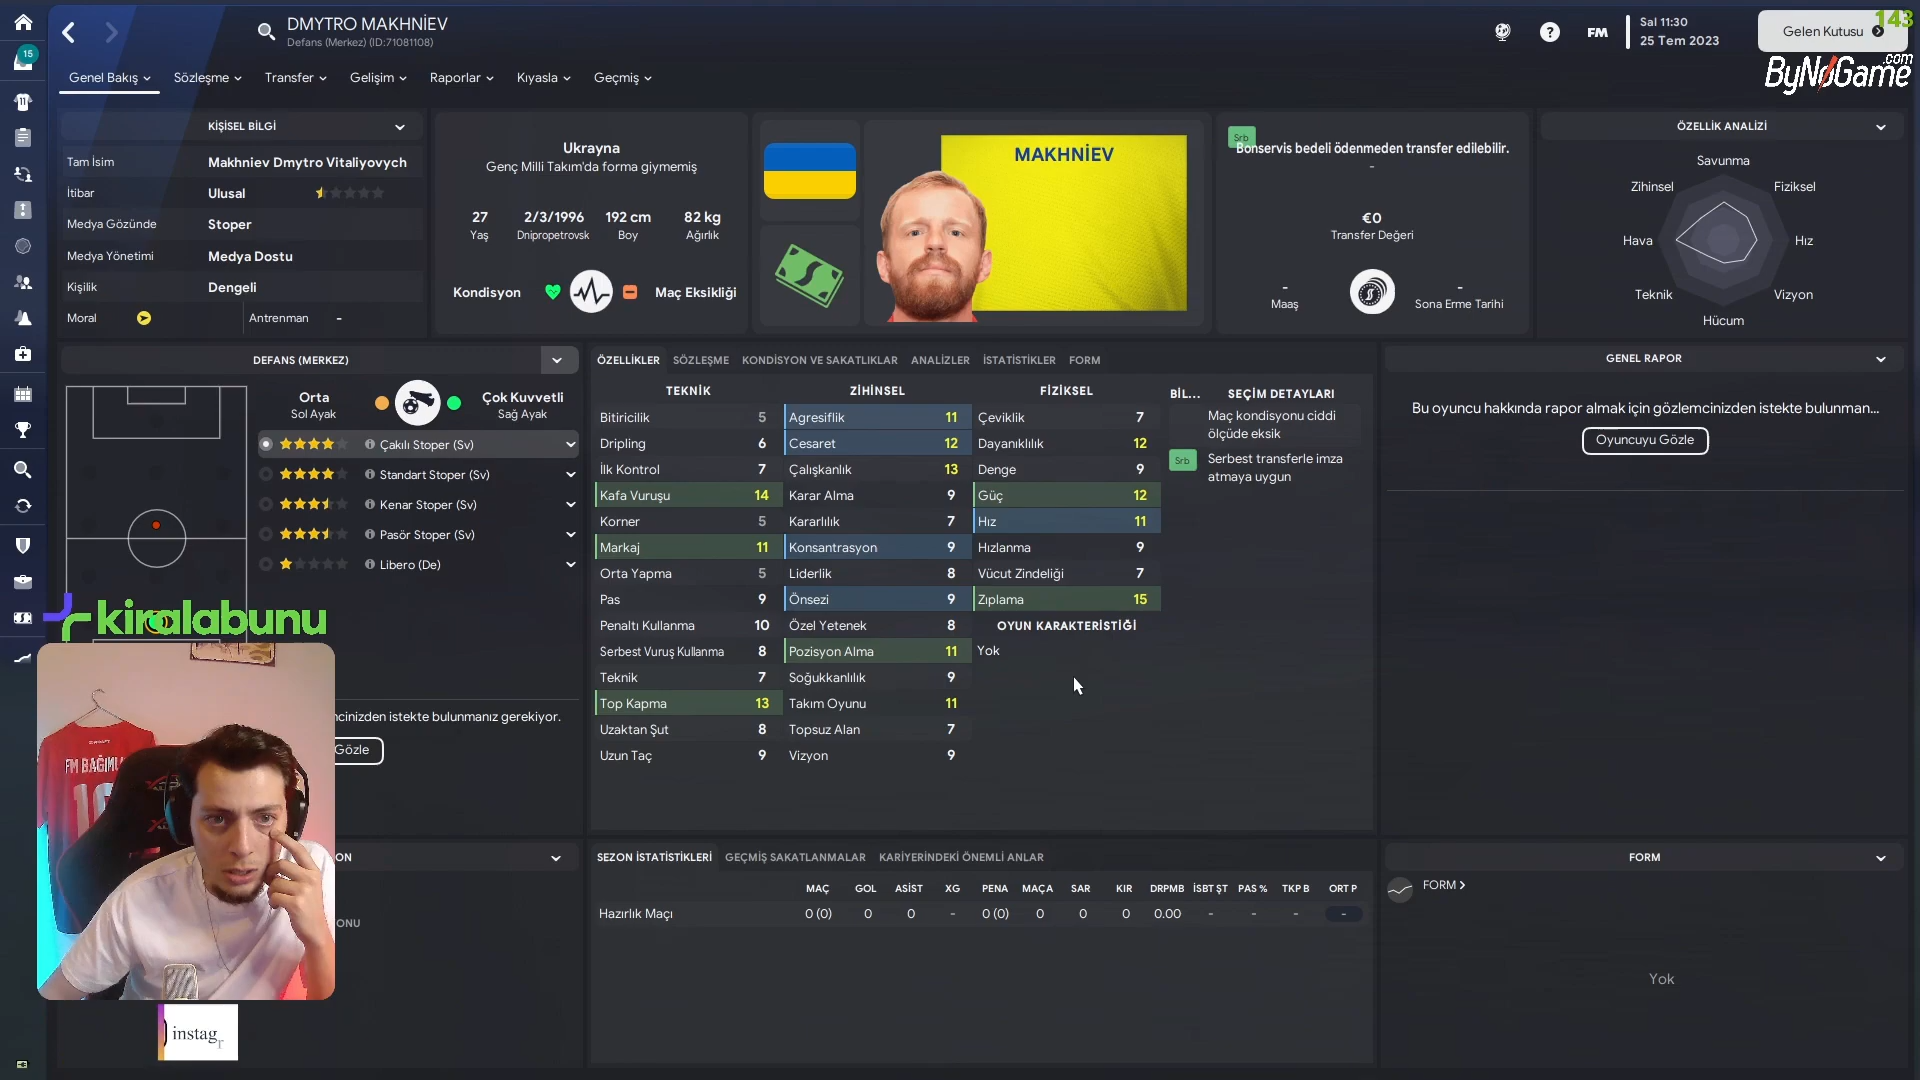 DMYTRO MAKHNİEV
Defans (Merkez) (ID:71081108)
FM
Sal 11:30
25 Tem 2023
Gelen Kutusu
143
ByNoGame.com
15
Genel Bakış
Sözleşme
Transfer
Gelişim
Raporlar
Kıyasla
Geçmiş
KİŞİSEL BİLGİ
Tam İsim Makhniev Dmytro Vitaliyovych
İtibar Ulusal
Medya Gözünde Stoper
Medya Yönetimi Medya Dostu
Kişilik Dengeli
Moral
Antrenman -
Ukrayna
Genç Milli Takım'da forma giymemiş
27 2/3/1996 192 cm 82 kg
Yaş Dnipropetrovsk Boy Ağırlık
Kondisyon Maç Eksikliği
MAKHNİEV
Srb
Bonservis bedeli ödenmeden transfer edilebilir.
-
€0
Transfer Değeri
- -
Maaş Sona Erme Tarihi
ÖZELLİK ANALİZİ
Savunma
Zihinsel Fiziksel
Hava Hız
Teknik Vizyon
Hücum
DEFANS (MERKEZ)
Orta Çok Kuvvetli
Sol Ayak Sağ Ayak
Çakılı Stoper (Sv)
Standart Stoper (Sv)
Kenar Stoper (Sv)
Pasör Stoper (Sv)
Libero (De)
kiralabunu
ncinizden istekte bulunmanız gerekiyor.
Gözle
ÖZELLİKLER SÖZLEŞME KONDİSYON VE SAKATLIKLAR ANALİZLER İSTATİSTİKLER FORM
TEKNİK
Bitiricilik 5
Dripling 6
İlk Kontrol 7
Kafa Vuruşu 14
Korner 5
Markaj 11
Orta Yapma 5
Pas 9
Penaltı Kullanma 10
Serbest Vuruş Kullanma 8
Teknik 7
Top Kapma 13
Uzaktan Şut 8
Uzun Taç 9
ZİHİNSEL
Agresiflik 11
Cesaret 12
Çalışkanlık 13
Karar Alma 9
Kararlılık 7
Konsantrasyon 9
Liderlik 8
Önsezi 9
Özel Yetenek 8
Pozisyon Alma 11
Soğukkanlılık 9
Takım Oyunu 11
Topsuz Alan 7
Vizyon 9
FİZİKSEL
Çeviklik 7
Dayanıklılık 12
Denge 9
Güç 12
Hız 11
Hızlanma 9
Vücut Zindeliği 7
Zıplama 15
OYUN KARAKTERİSTİĞİ
Yok
BİL... SEÇİM DETAYLARI
Maç kondisyonu ciddi
ölçüde eksik
Srb Serbest transferle imza
atmaya uygun
GENEL RAPOR
Bu oyuncu hakkında rapor almak için gözlemcinizden istekte bulunman...
Oyuncuyu Gözle
FM BAĞIMLI
ON
ONU
instagr
SEZON İSTATİSTİKLERİ GEÇMİŞ SAKATLANMALAR KARİYERİNDEKİ ÖNEMLİ ANLAR
MAÇ GOL ASİST XG PENA MAÇA SAR KIR DRPMB İSBT ŞT PAS % TKP B ORT P
Hazırlık Maçı 0 (0) 0 0 - 0 (0) 0 0 0 0.00 - - - -
FORM
FORM
Yok